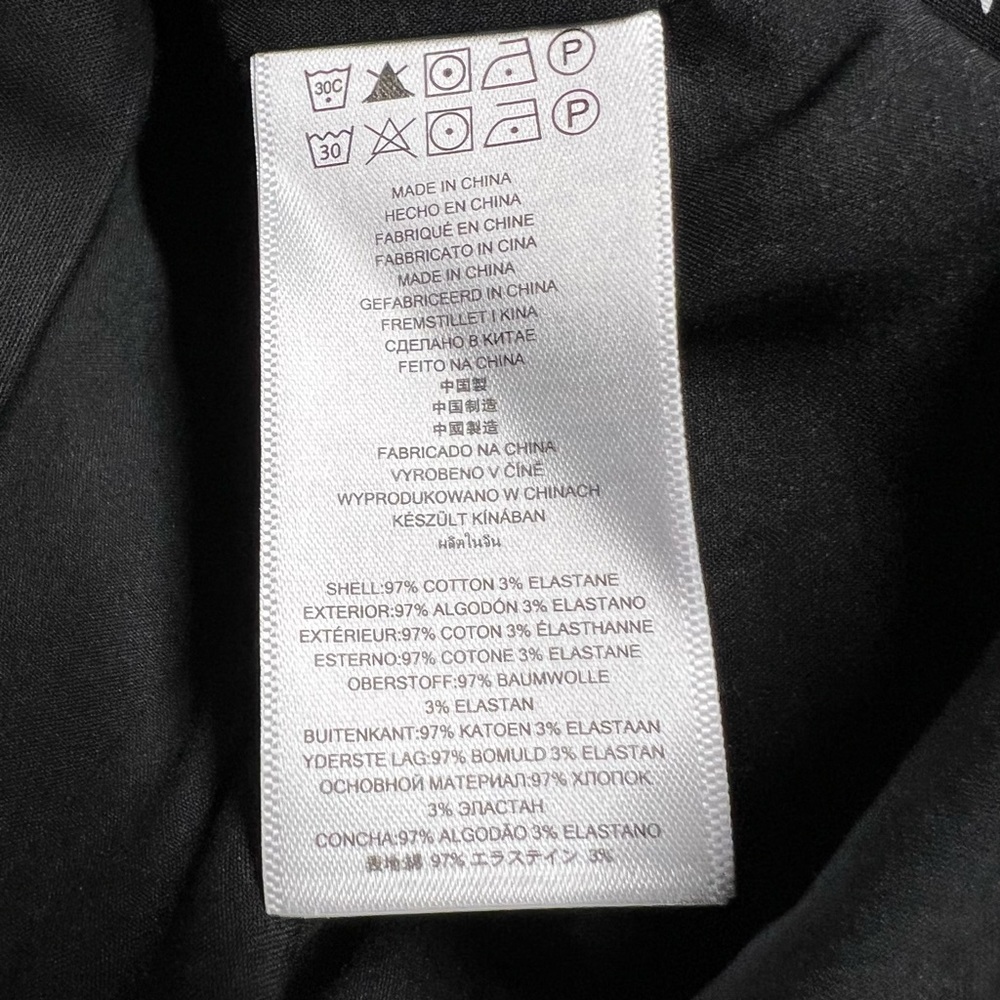 30C P
30 P
MADE IN CHINA
HECHO EN CHINA
FABRIQUÉ EN CHINE
FABBRICATO IN CINA
MADE IN CHINA
GEFABRICEERD IN CHINA
FREMSTILLET I KINA
СДЕЛАНО В КИТАЕ
FEITO NA CHINA
中国製
中国制造
中國製造
FABRICADO NA CHINA
VYROBENO V ČÍNĚ
WYPRODUKOWANO W CHINACH
KÉSZÜLT KÍNÁBAN
ผลิตในจีน
SHELL:97% COTTON 3% ELASTANE
EXTERIOR:97% ALGODÓN 3% ELASTANO
EXTÉRIEUR:97% COTON 3% ÉLASTHANNE
ESTERNO:97% COTONE 3% ELASTANE
OBERSTOFF:97% BAUMWOLLE
3% ELASTAN
BUITENKANT:97% KATOEN 3% ELASTAAN
YDERSTE LAG:97% BOMULD 3% ELASTAN
ОСНОВНОЙ МАТЕРИАЛ:97% ХЛОПОК
3% ЭЛАСТАН
CONCHA:97% ALGODÃO 3% ELASTANO
表地:綿 97% エラステイン 3%